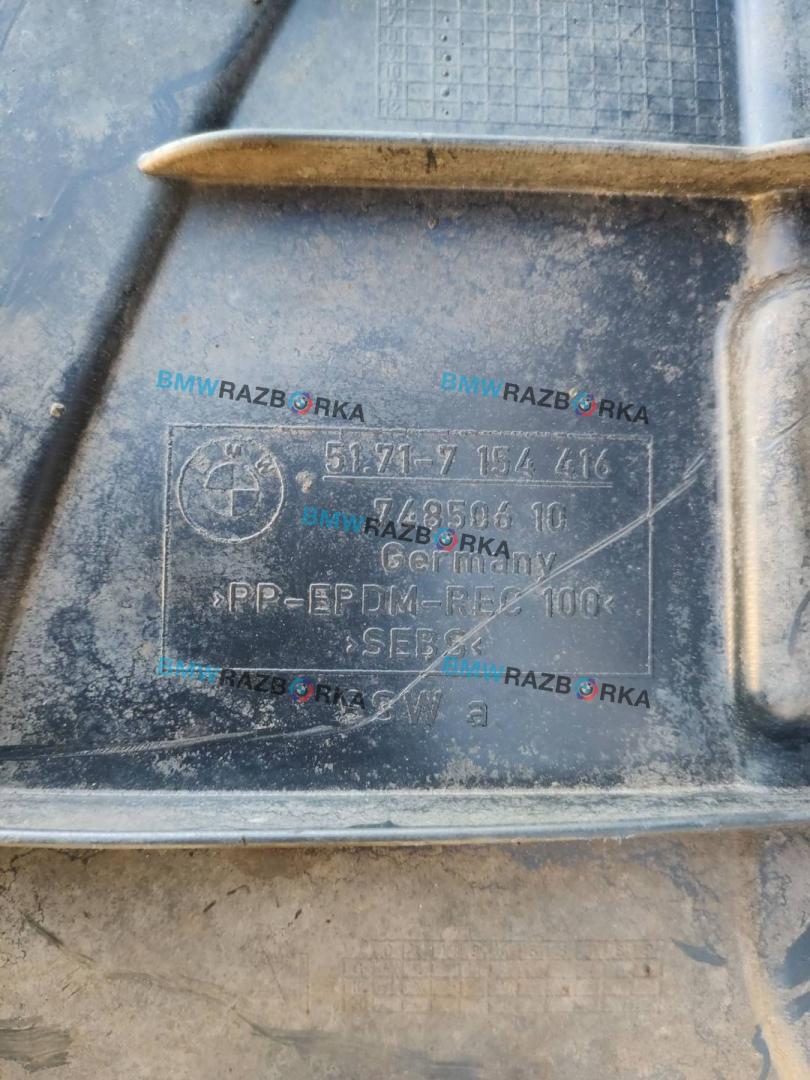 BMWRAZBORKA BMWRAZBORKA
BMW 51.71-7 154 416
748506 10
BMWRAZBORKA
Germany
>PP-EPDM-REC 100<
>SEBS<
BMWRAZBORKA BMWRAZBORKA
SW a